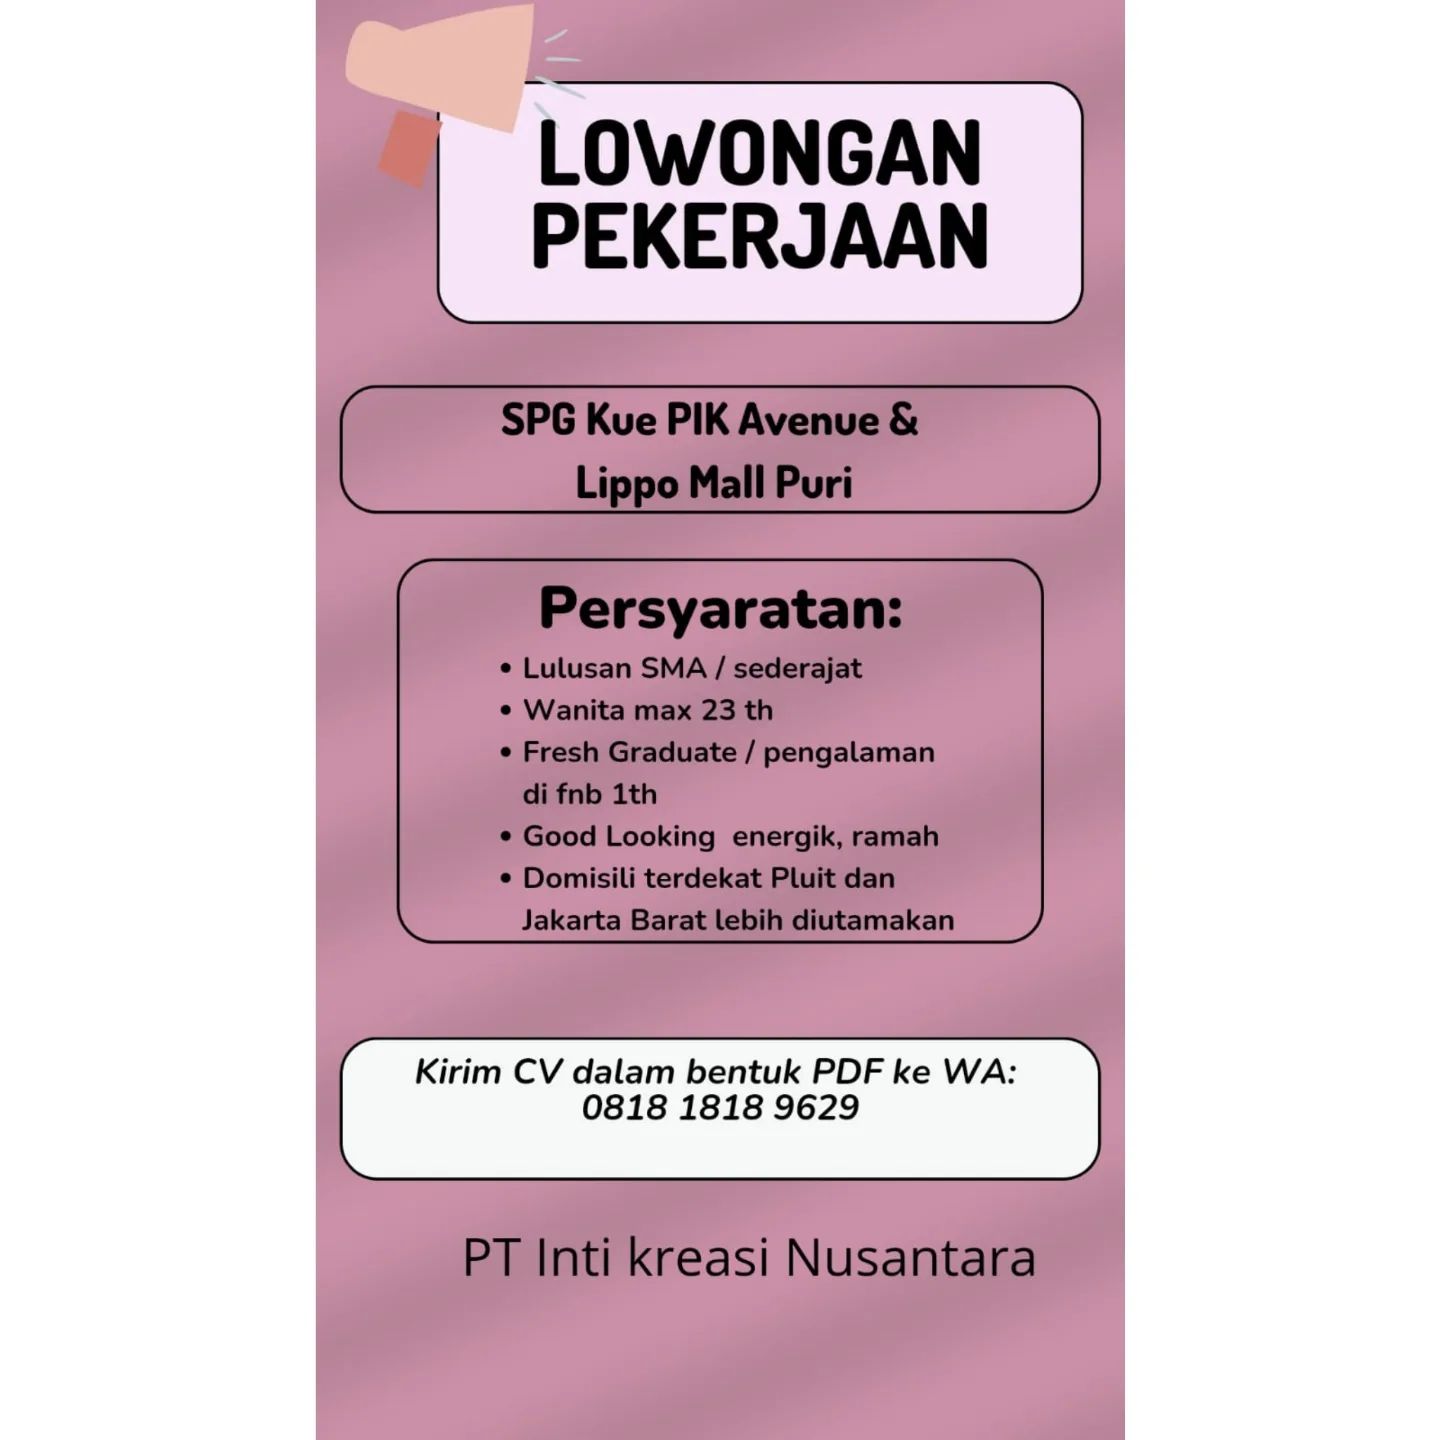 LOWONGAN
PEKERJAAN
SPG Kue PIK Avenue &
Lippo Mall Puri
Persyaratan:
• Lulusan SMA / sederajat
• Wanita max 23 th
• Fresh Graduate / pengalaman
di fnb 1th
• Good Looking  energik, ramah
• Domisili terdekat Pluit dan
Jakarta Barat lebih diutamakan
Kirim CV dalam bentuk PDF ke WA:
0818 1818 9629
PT Inti kreasi Nusantara